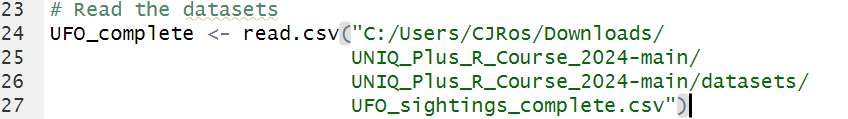 23 # Read the datasets
24 UFO_complete <- read.csv("C:/Users/CJRos/Downloads/
25 UNIQ_Plus_R_Course_2024-main/
26 UNIQ_Plus_R_Course_2024-main/datasets/
27 UFO_sightings_complete.csv")